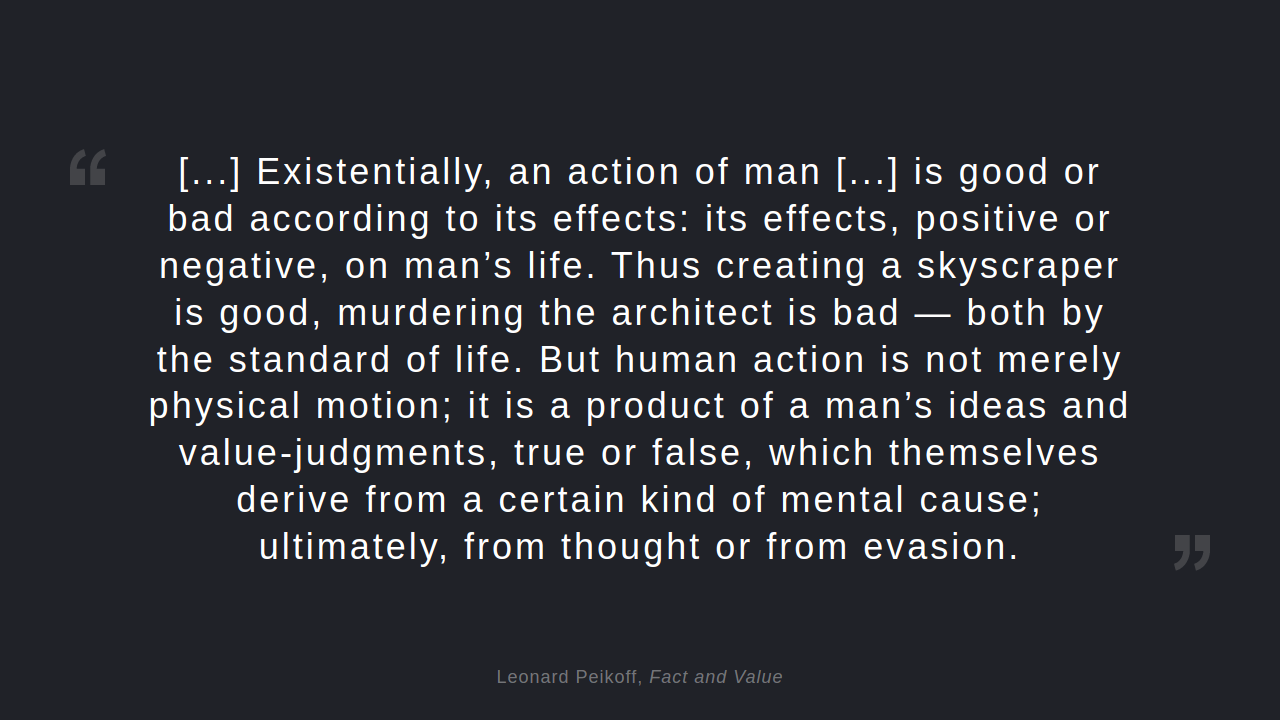 “ [...] Existentially, an action of man [...] is good or
bad according to its effects: its effects, positive or
negative, on man’s life. Thus creating a skyscraper
is good, murdering the architect is bad — both by
the standard of life. But human action is not merely
physical motion; it is a product of a man’s ideas and
value-judgments, true or false, which themselves
derive from a certain kind of mental cause;
ultimately, from thought or from evasion. ”
Leonard Peikoff, Fact and Value